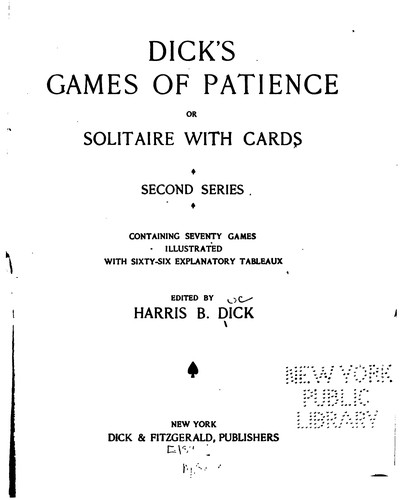 DICK'S
GAMES OF PATIENCE
OR
SOLITAIRE WITH CARDS
SECOND SERIES
CONTAINING SEVENTY GAMES
ILLUSTRATED
WITH SIXTY-SIX EXPLANATORY TABLEAUX
EDITED BY
HARRIS B. DICK
NEW YORK
PUBLIC
LIBRARY
NEW YORK
DICK & FITZGERALD, PUBLISHERS